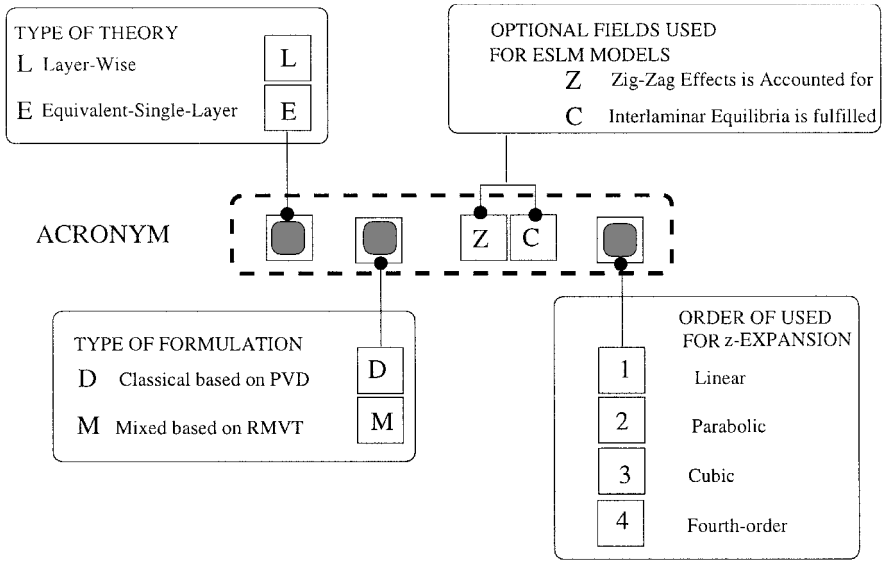 TYPE OF THEORY
L Layer-Wise
L
E Equivalent-Single-Layer
E
OPTIONAL FIELDS USED
FOR ESLM MODELS
Z Zig-Zag Effects is Accounted for
C Interlaminar Equilibria is fulfilled
ACRONYM
Z C
TYPE OF FORMULATION
D Classical based on PVD
D
M Mixed based on RMVT
M
ORDER OF USED
FOR z-EXPANSION
1 Linear
2 Parabolic
3 Cubic
4 Fourth-order